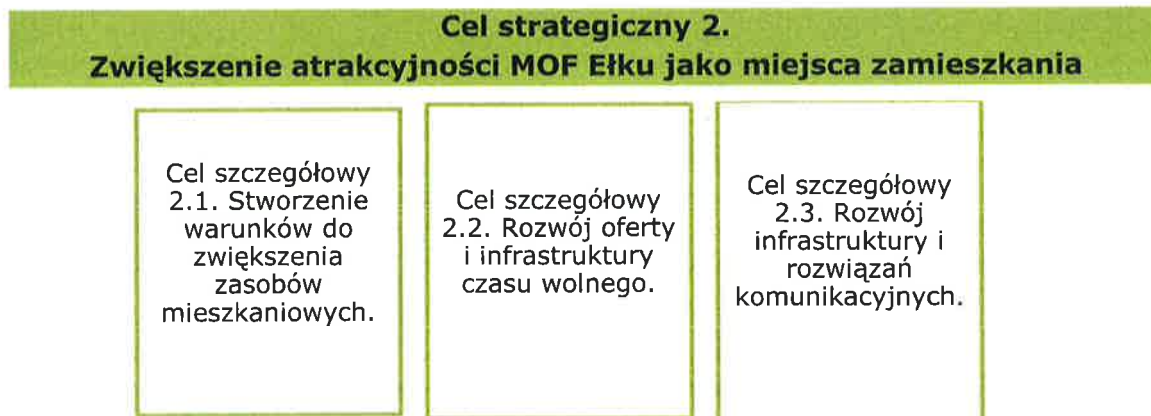 Cel strategiczny 2.
Zwiększenie atrakcyjności MOF Ełku jako miejsca zamieszkania
Cel szczegółowy
2.1. Stworzenie
warunków do
zwiększenia
zasobów
mieszkaniowych.
Cel szczegółowy
2.2. Rozwój oferty
i infrastruktury
czasu wolnego.
Cel szczegółowy
2.3. Rozwój
infrastruktury i
rozwiązań
komunikacyjnych.